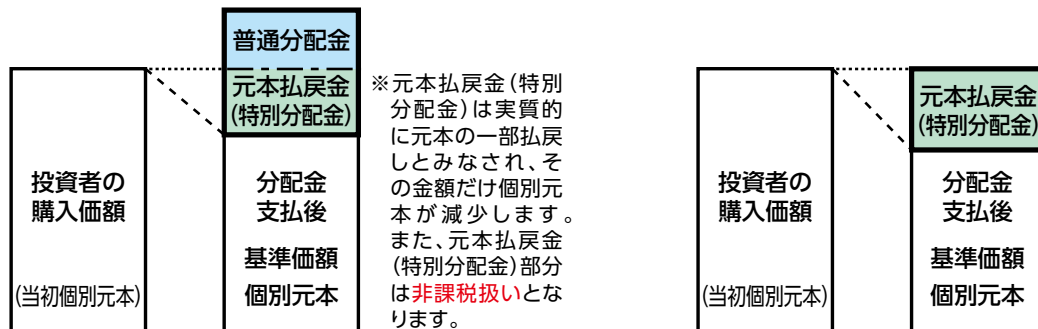 普通分配金
元本払戻金
(特別分配金)
投資者の
購入価額
(当初個別元本)
分配金
支払後
基準価額
個別元本
※元本払戻金(特別
分配金)は実質的
に元本の一部払戻
しとみなされ、そ
の金額だけ個別元
本が減少します。
また、元本払戻金
(特別分配金)部分
は非課税扱いとな
ります。
投資者の
購入価額
(当初個別元本)
元本払戻金
(特別分配金)
分配金
支払後
基準価額
個別元本